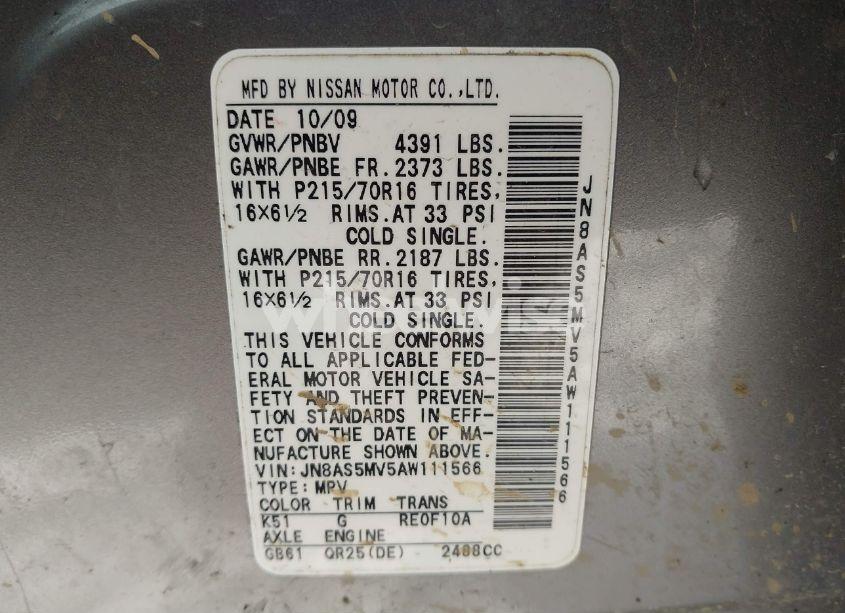 MFD BY NISSAN MOTOR CO.,LTD.
DATE 10/09
GVWR/PNBV 4391 LBS.
GAWR/PNBE FR.2373 LBS.
WITH P215/70R16 TIRES,
16X6½ RIMS.AT 33 PSI
COLD SINGLE.
GAWR/PNBE RR.2187 LBS.
WITH P215/70R16 TIRES,
16X6½ RIMS.AT 33 PSI
COLD SINGLE.
THIS VEHICLE CONFORMS
TO ALL APPLICABLE FED-
ERAL MOTOR VEHICLE SA-
FETY AND THEFT PREVEN-
TION STANDARDS IN EFF-
ECT ON THE DATE OF MA-
NUFACTURE SHOWN ABOVE.
VIN:JN8AS5MV5AW111566
TYPE:MPV
COLOR TRIM TRANS
K51 G RE0F10A
AXLE ENGINE
GB61 QR25(DE) 2488CC
JN8AS5MV5AW111566